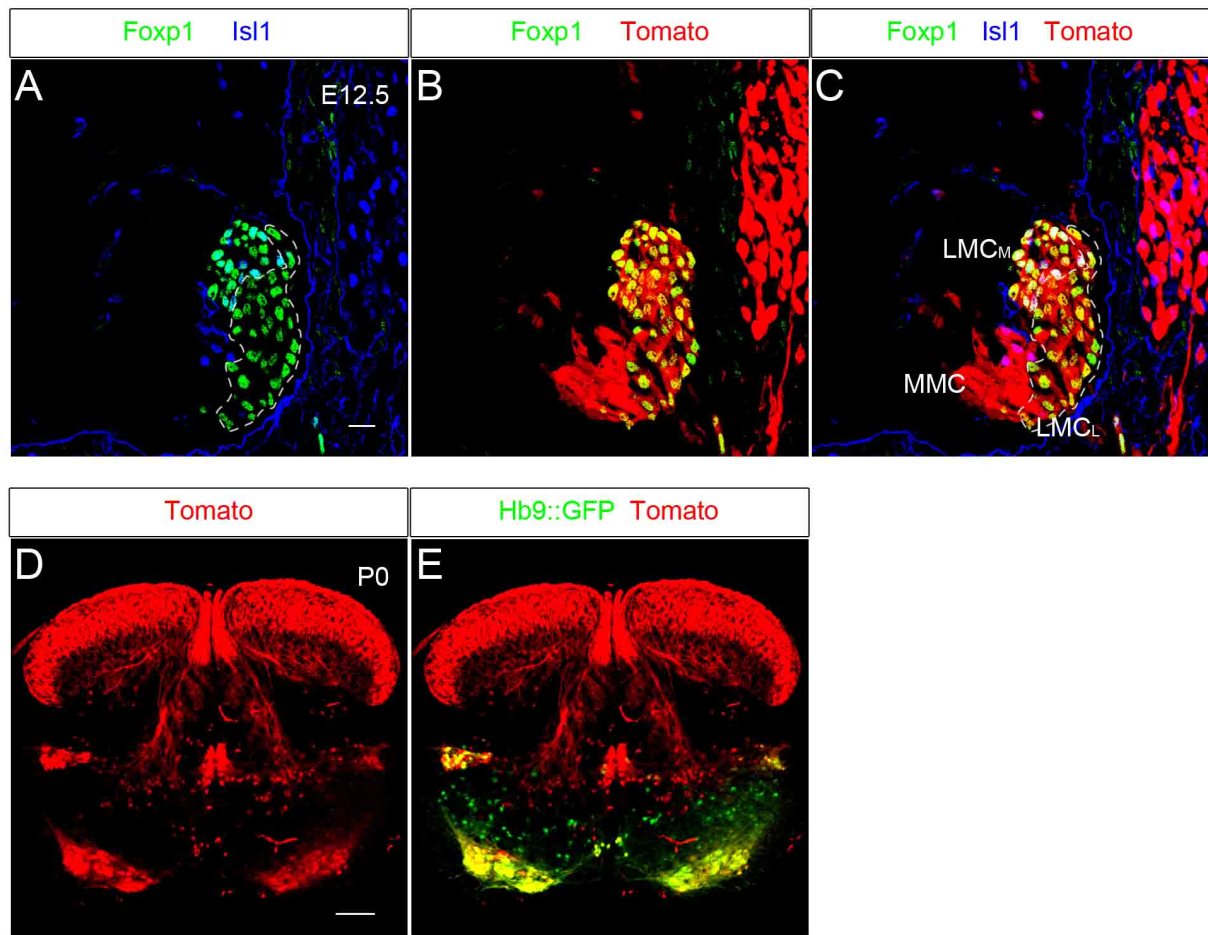 Foxp1 Isl1
Foxp1 Tomato
Foxp1 Isl1 Tomato
A
E12.5
B
C
LMCM
MMC
LMCL
Tomato
Hb9::GFP Tomato
D
P0
E